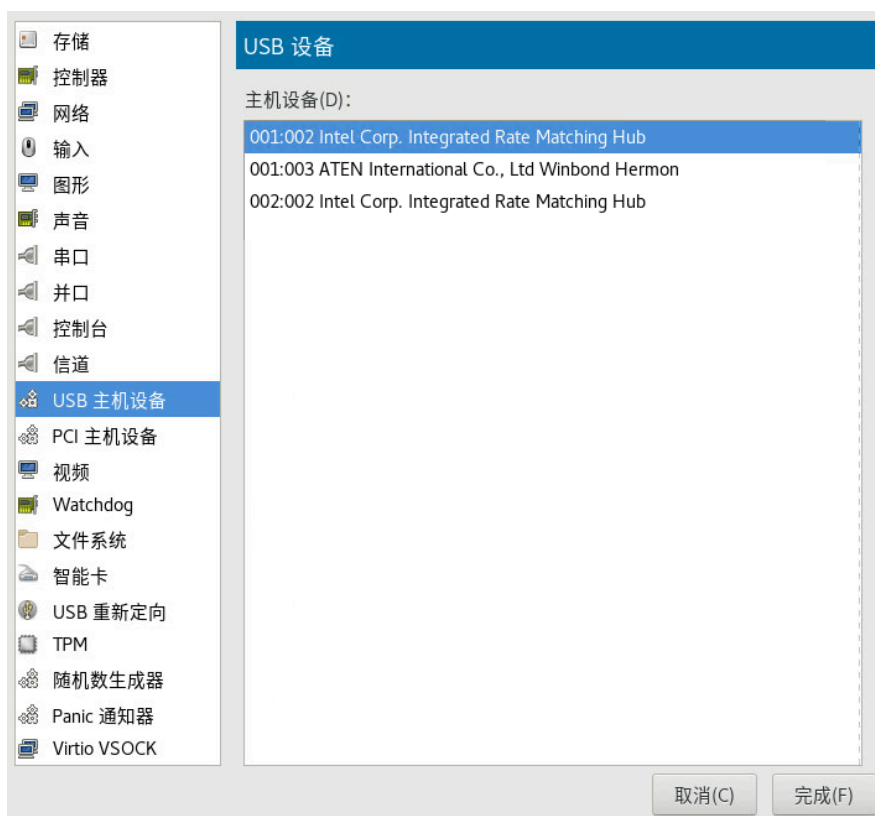 存储
控制器
网络
输入
图形
声音
串口
并口
控制台
信道
USB 主机设备
PCI 主机设备
视频
Watchdog
文件系统
智能卡
USB 重新定向
TPM
随机数生成器
Panic 通知器
Virtio VSOCK
USB 设备
主机设备(D):
001:002 Intel Corp. Integrated Rate Matching Hub
001:003 ATEN International Co., Ltd Winbond Hermon
002:002 Intel Corp. Integrated Rate Matching Hub
取消(C)
完成(F)